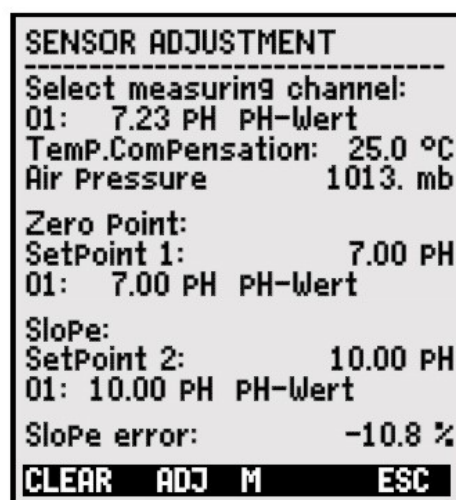 SENSOR ADJUSTMENT
Select measuring channel:
01: 7.23 PH PH-Wert
Temp.Compensation: 25.0 °C
Air Pressure 1013. mb
Zero Point:
SetPoint 1: 7.00 PH
01: 7.00 PH PH-Wert
Slope:
SetPoint 2: 10.00 PH
01: 10.00 PH PH-Wert
Slope error: -10.8 %
CLEAR ADJ M ESC